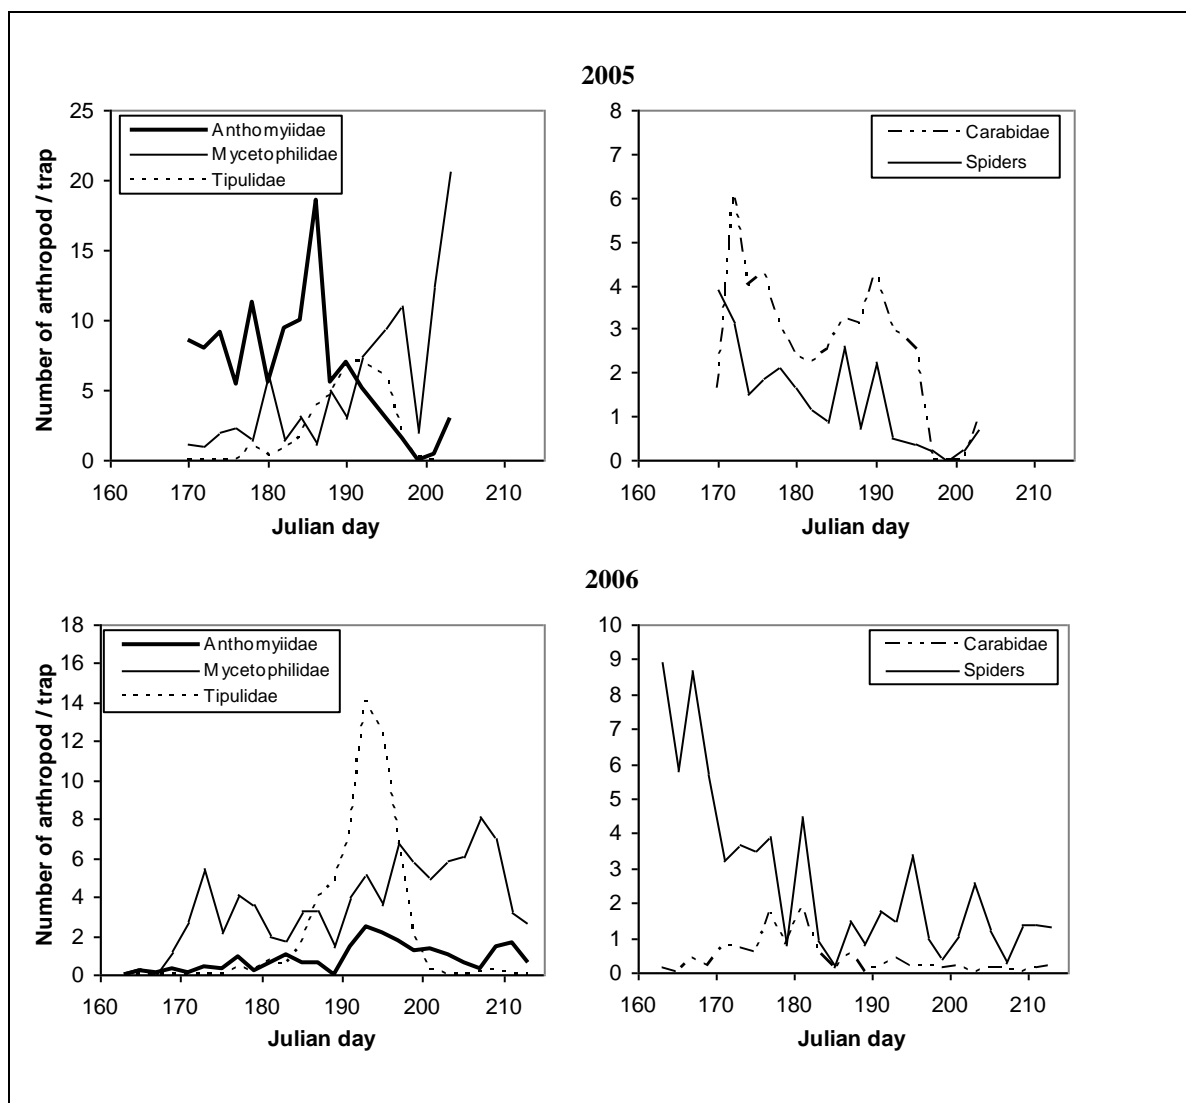 2005
25
20
15
10
5
0
Number of arthropod / trap
Anthomyiidae
Mycetophilidae
Tipulidae
160 170 180 190 200 210
Julian day
8
7
6
5
4
3
2
1
0
Carabidae
Spiders
160 170 180 190 200 210
Julian day
2006
18
16
14
12
10
8
6
4
2
0
Number of arthropod / trap
Anthomyiidae
Mycetophilidae
Tipulidae
160 170 180 190 200 210
Julian day
10
9
8
7
6
5
4
3
2
1
0
Carabidae
Spiders
160 170 180 190 200 210
Julian day